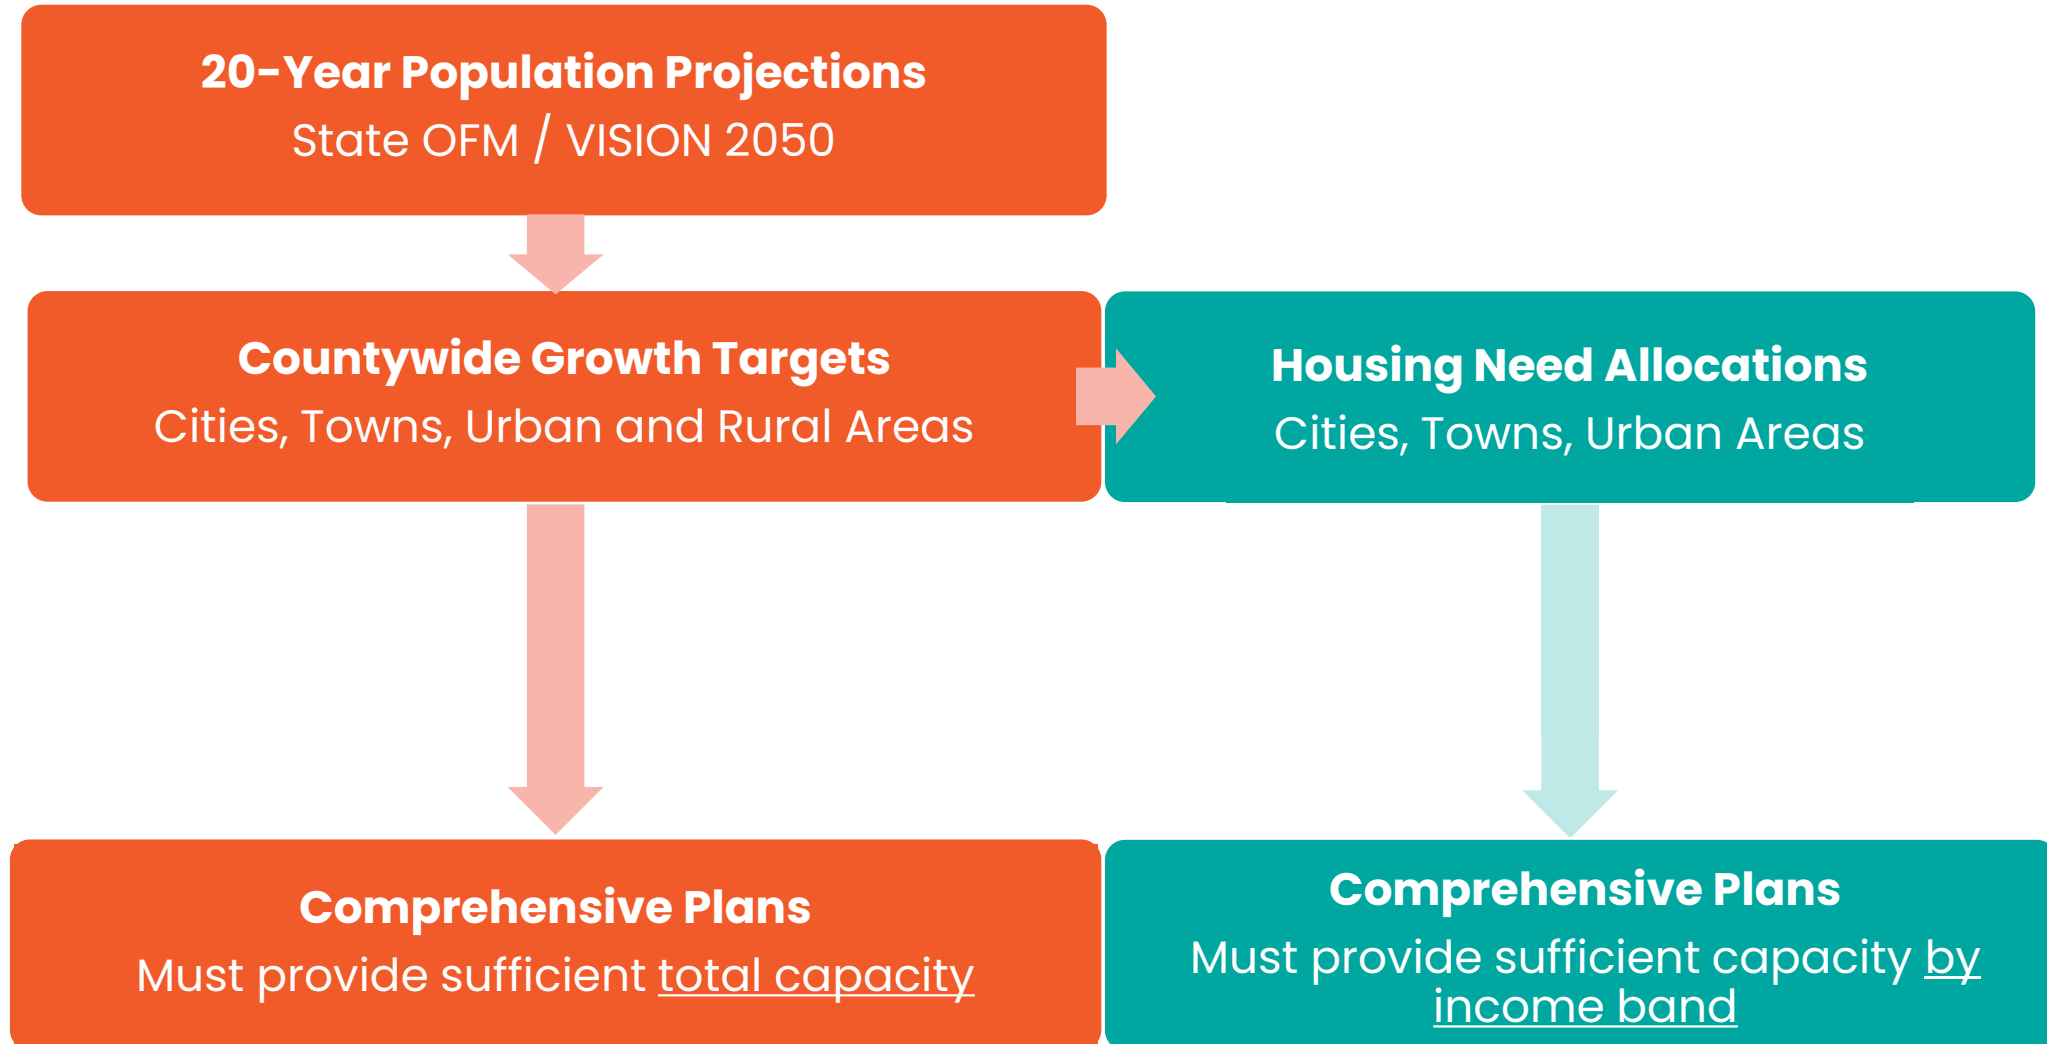 20-Year Population Projections
State OFM / VISION 2050
Countywide Growth Targets
Cities, Towns, Urban and Rural Areas
Housing Need Allocations
Cities, Towns, Urban Areas
Comprehensive Plans
Must provide sufficient total capacity
Comprehensive Plans
Must provide sufficient capacity by
income band